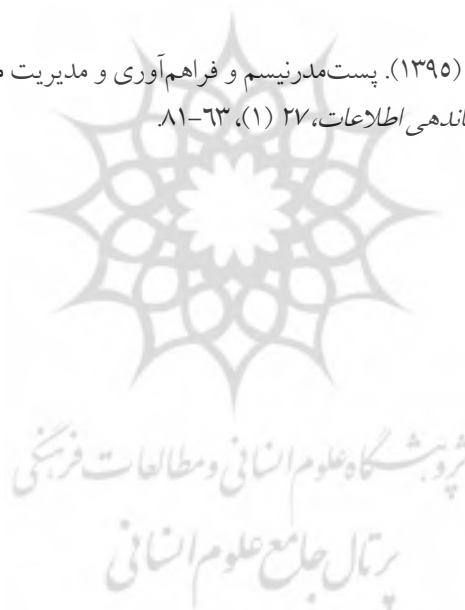 (۱۳۹۵). پست‌مدرنیسم و فراهم‌آوری و مدیریت
اطلاعات، ۲۷ (۱)، ۶۳-۸۱.
پژوهشگاه علوم انسانی و مطالعات فرهنگی
پرتال جامع علوم انسانی